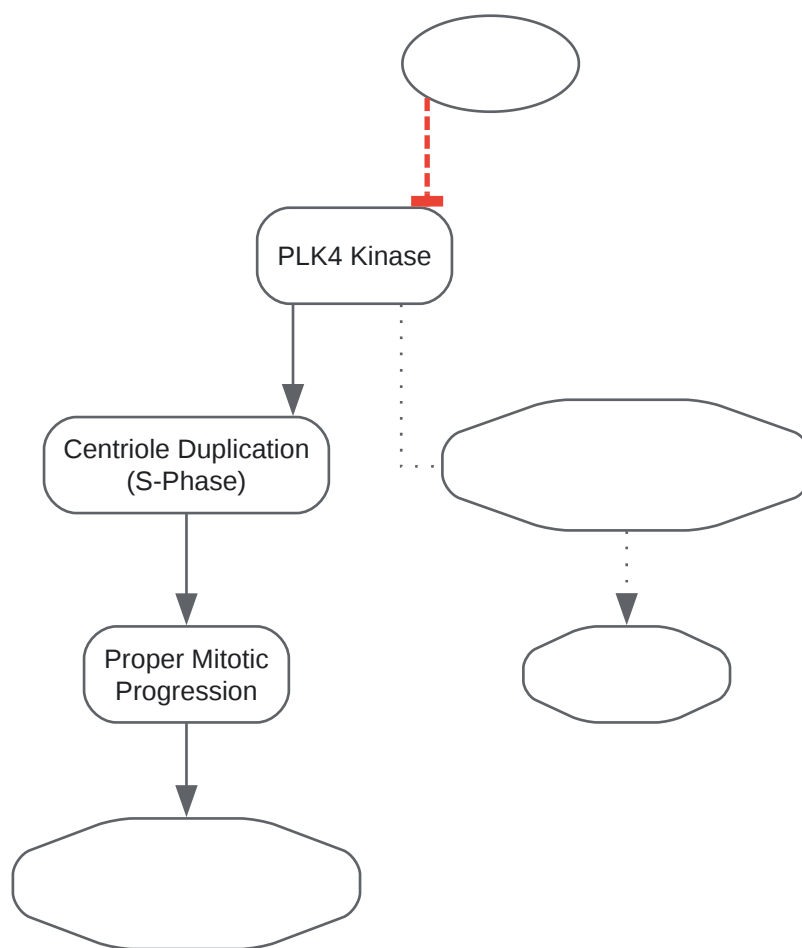 PLK4 Kinase
Centriole Duplication
(S-Phase)
Proper Mitotic
Progression